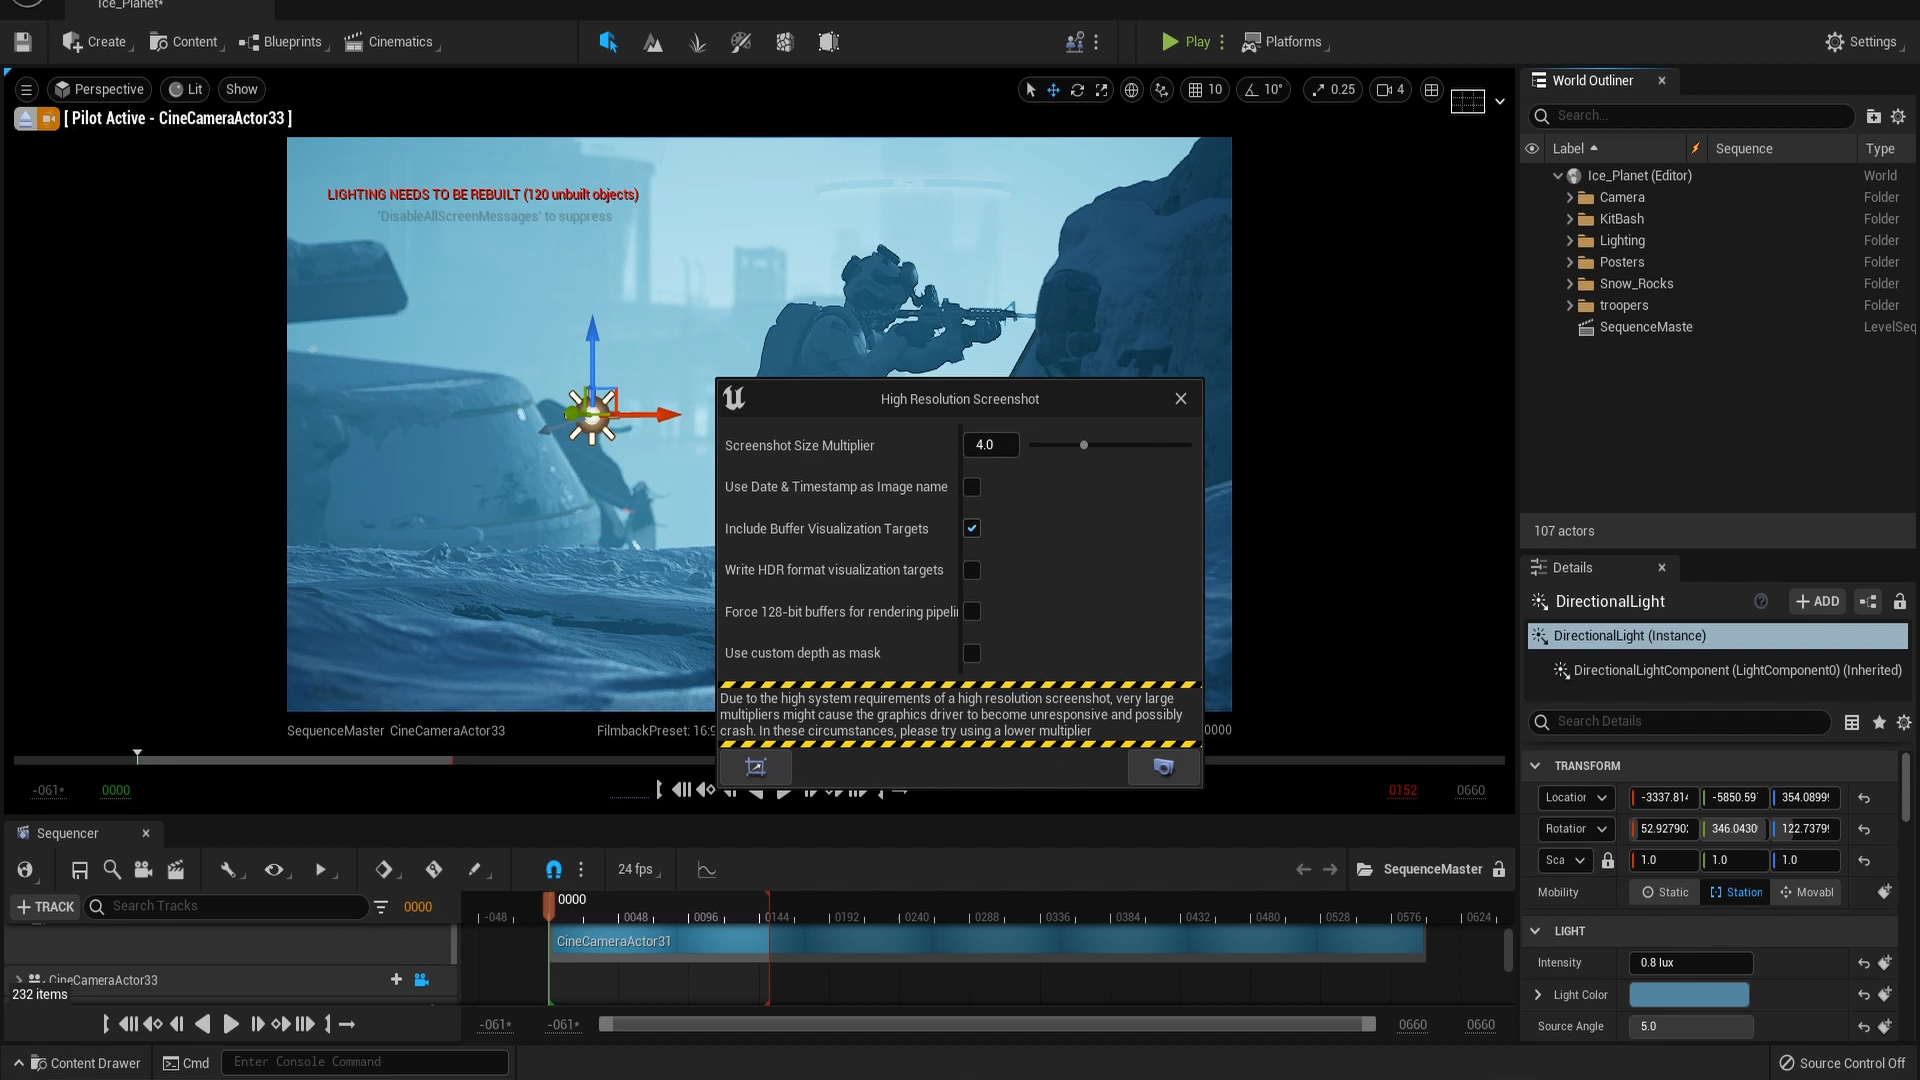 Ice_Planet*
Create
Content
Blueprints
Cinematics
Play
Platforms
Settings
Perspective
Lit
Show
10
10°
0.25
4
[ Pilot Active - CineCameraActor33 ]
LIGHTING NEEDS TO BE REBUILT (120 unbuilt objects)
'DisableAllScreenMessages' to suppress
SequenceMaster CineCameraActor33
FilmbackPreset: 16:9
0000
-061*
0000
0152
0660
High Resolution Screenshot
Screenshot Size Multiplier
4.0
Use Date & Timestamp as Image name
Include Buffer Visualization Targets
Write HDR format visualization targets
Force 128-bit buffers for rendering pipelin
Use custom depth as mask
Due to the high system requirements of a high resolution screenshot, very large
multipliers might cause the graphics driver to become unresponsive and possibly
crash. In these circumstances, please try using a lower multiplier
World Outliner
Search...
Label
Sequence
Type
Ice_Planet (Editor)
World
Camera
Folder
KitBash
Folder
Lighting
Folder
Posters
Folder
Snow_Rocks
Folder
troopers
Folder
SequenceMaste
LevelSeq
107 actors
Details
DirectionalLight
ADD
DirectionalLight (Instance)
DirectionalLightComponent (LightComponent0) (Inherited)
Search Details
TRANSFORM
Location
-3337.814
-5850.59
354.0899
Rotation
52.92790
346.0430
122.7379
Sca
1.0
1.0
1.0
Mobility
Static
Station
Movabl
LIGHT
Intensity
0.8 lux
Light Color
Source Angle
5.0
Sequencer
24 fps
SequenceMaster
TRACK
Search Tracks
0000
0000
-048
0048
0096
0144
0192
0240
0288
0336
0384
0432
0480
0528
0576
0624
CineCameraActor31
CineCameraActor33
232 items
-061*
-061*
0660
0660
Content Drawer
Cmd
Enter Console Command
Source Control Off